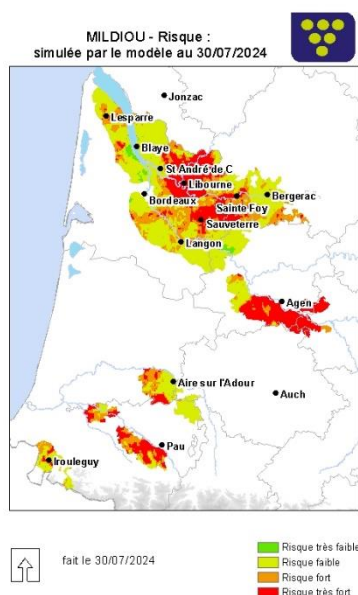 MILDIOU - Risque :
simulée par le modèle au 30/07/2024
Jonzac
Lesparre
Blaye
St André de C
Libourne
Bordeaux
Bergerac
Sainte Foy
Sauveterre
Langon
Agen
Aire sur l'Adour
Auch
Pau
Irouleguy
fait le 30/07/2024
Risque très faible
Risque faible
Risque fort
Risque très fort